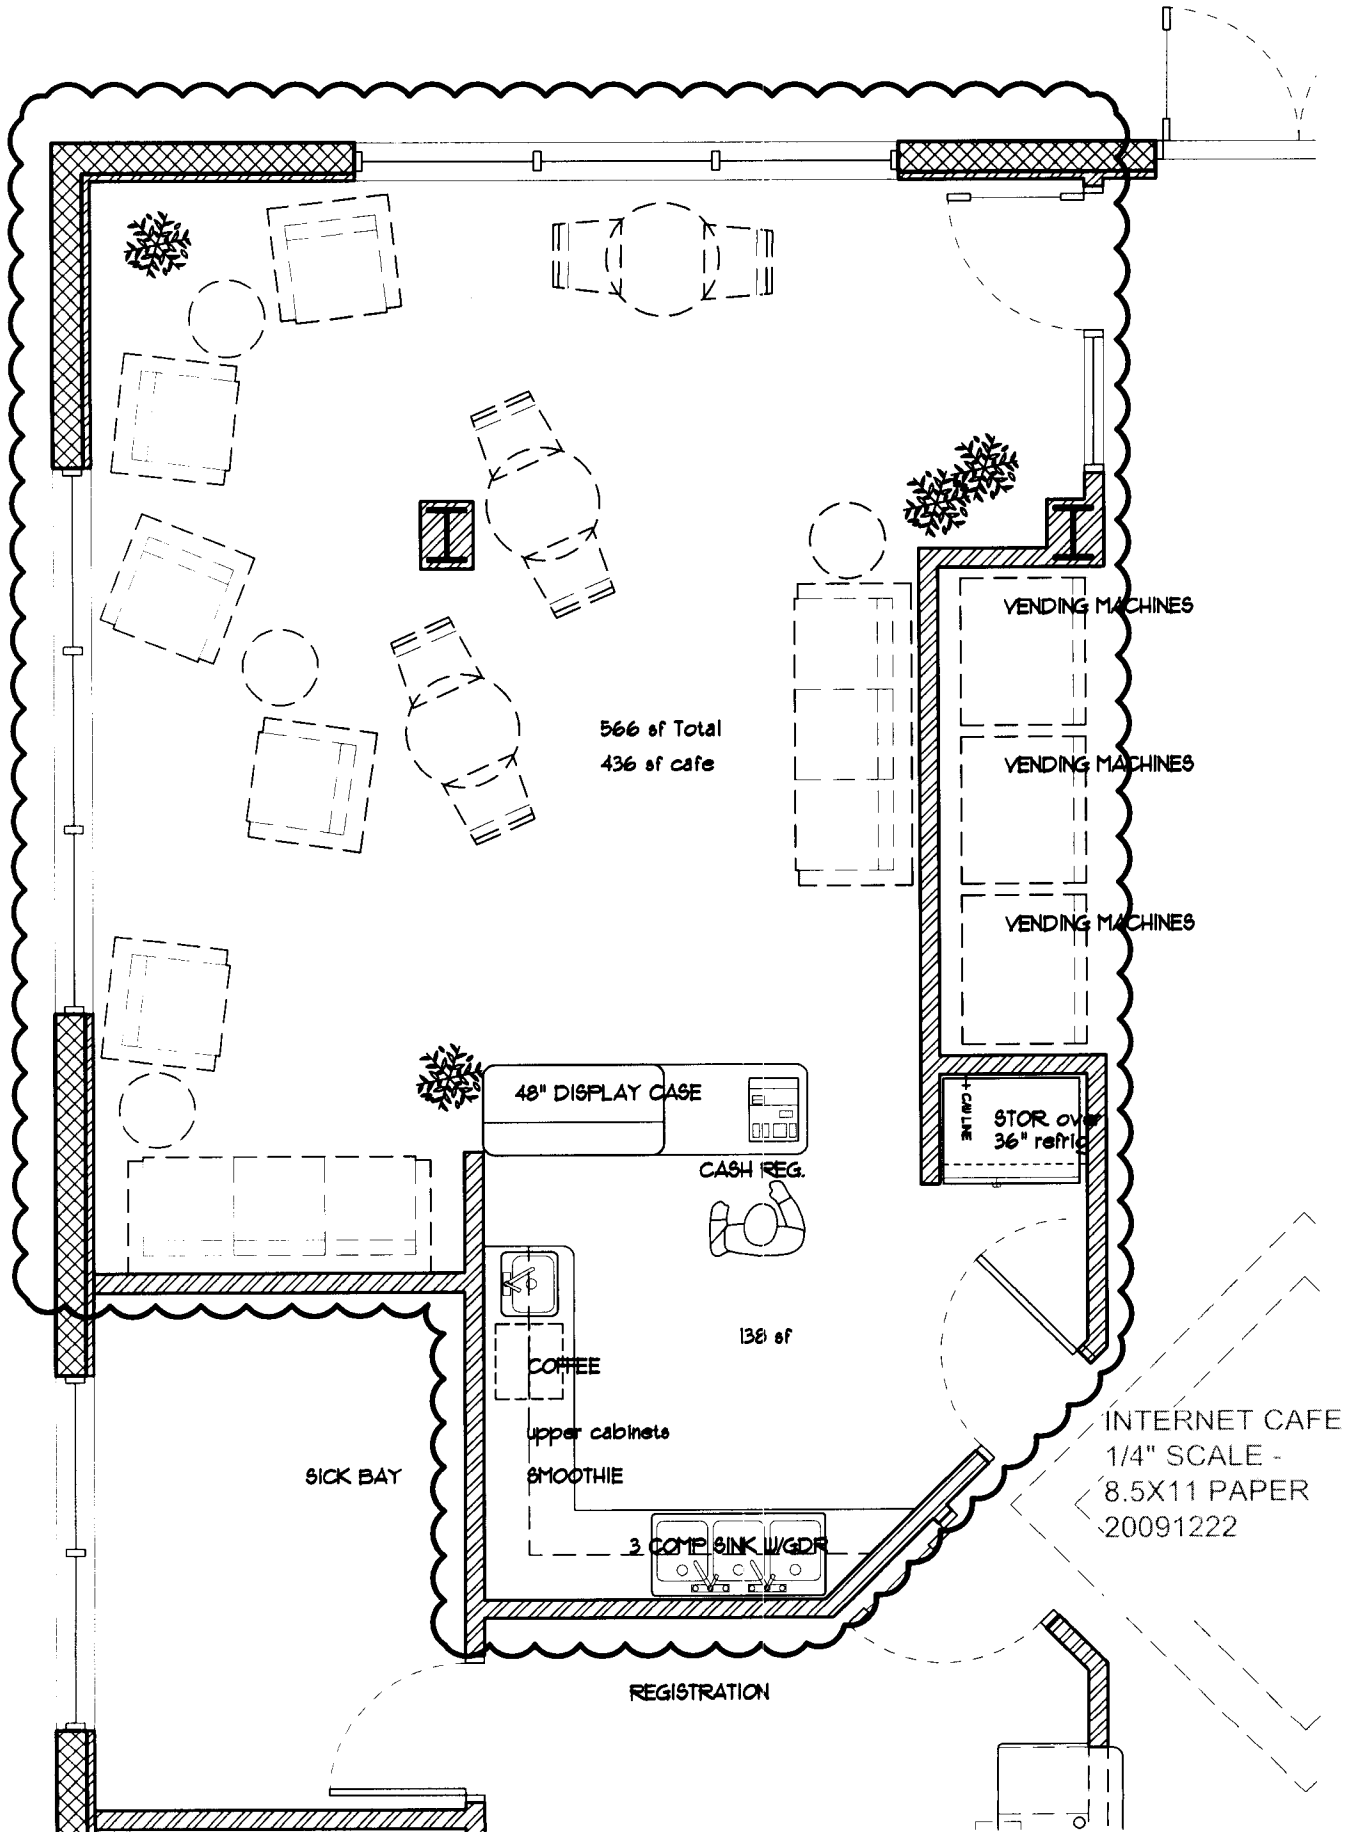 VENDING MACHINES
566 sf Total
436 sf cafe
VENDING MACHINES
VENDING MACHINES
48" DISPLAY CASE
CAB LINE
STOR over
36" refrig
CASH REG.
138 sf
COFFEE
upper cabinets
SICK BAY
SMOOTHIE
INTERNET CAFE
1/4" SCALE -
8.5X11 PAPER
20091222
3 COMP SINK W/GDR
REGISTRATION